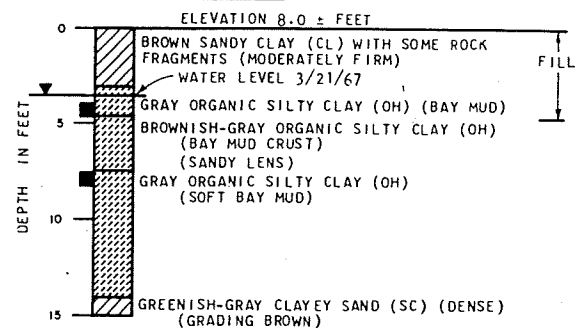 ELEVATION 8.0 ± FEET
0
BROWN SANDY CLAY (CL) WITH SOME ROCK
FRAGMENTS (MODERATELY FIRM)
FILL
WATER LEVEL 3/21/67
GRAY ORGANIC SILTY CLAY (OH) (BAY MUD)
5
BROWNISH-GRAY ORGANIC SILTY CLAY (OH)
(BAY MUD CRUST)
(SANDY LENS)
GRAY ORGANIC SILTY CLAY (OH)
(SOFT BAY MUD)
DEPTH IN FEET
10
GREENISH-GRAY CLAYEY SAND (SC) (DENSE)
15
(GRADING BROWN)